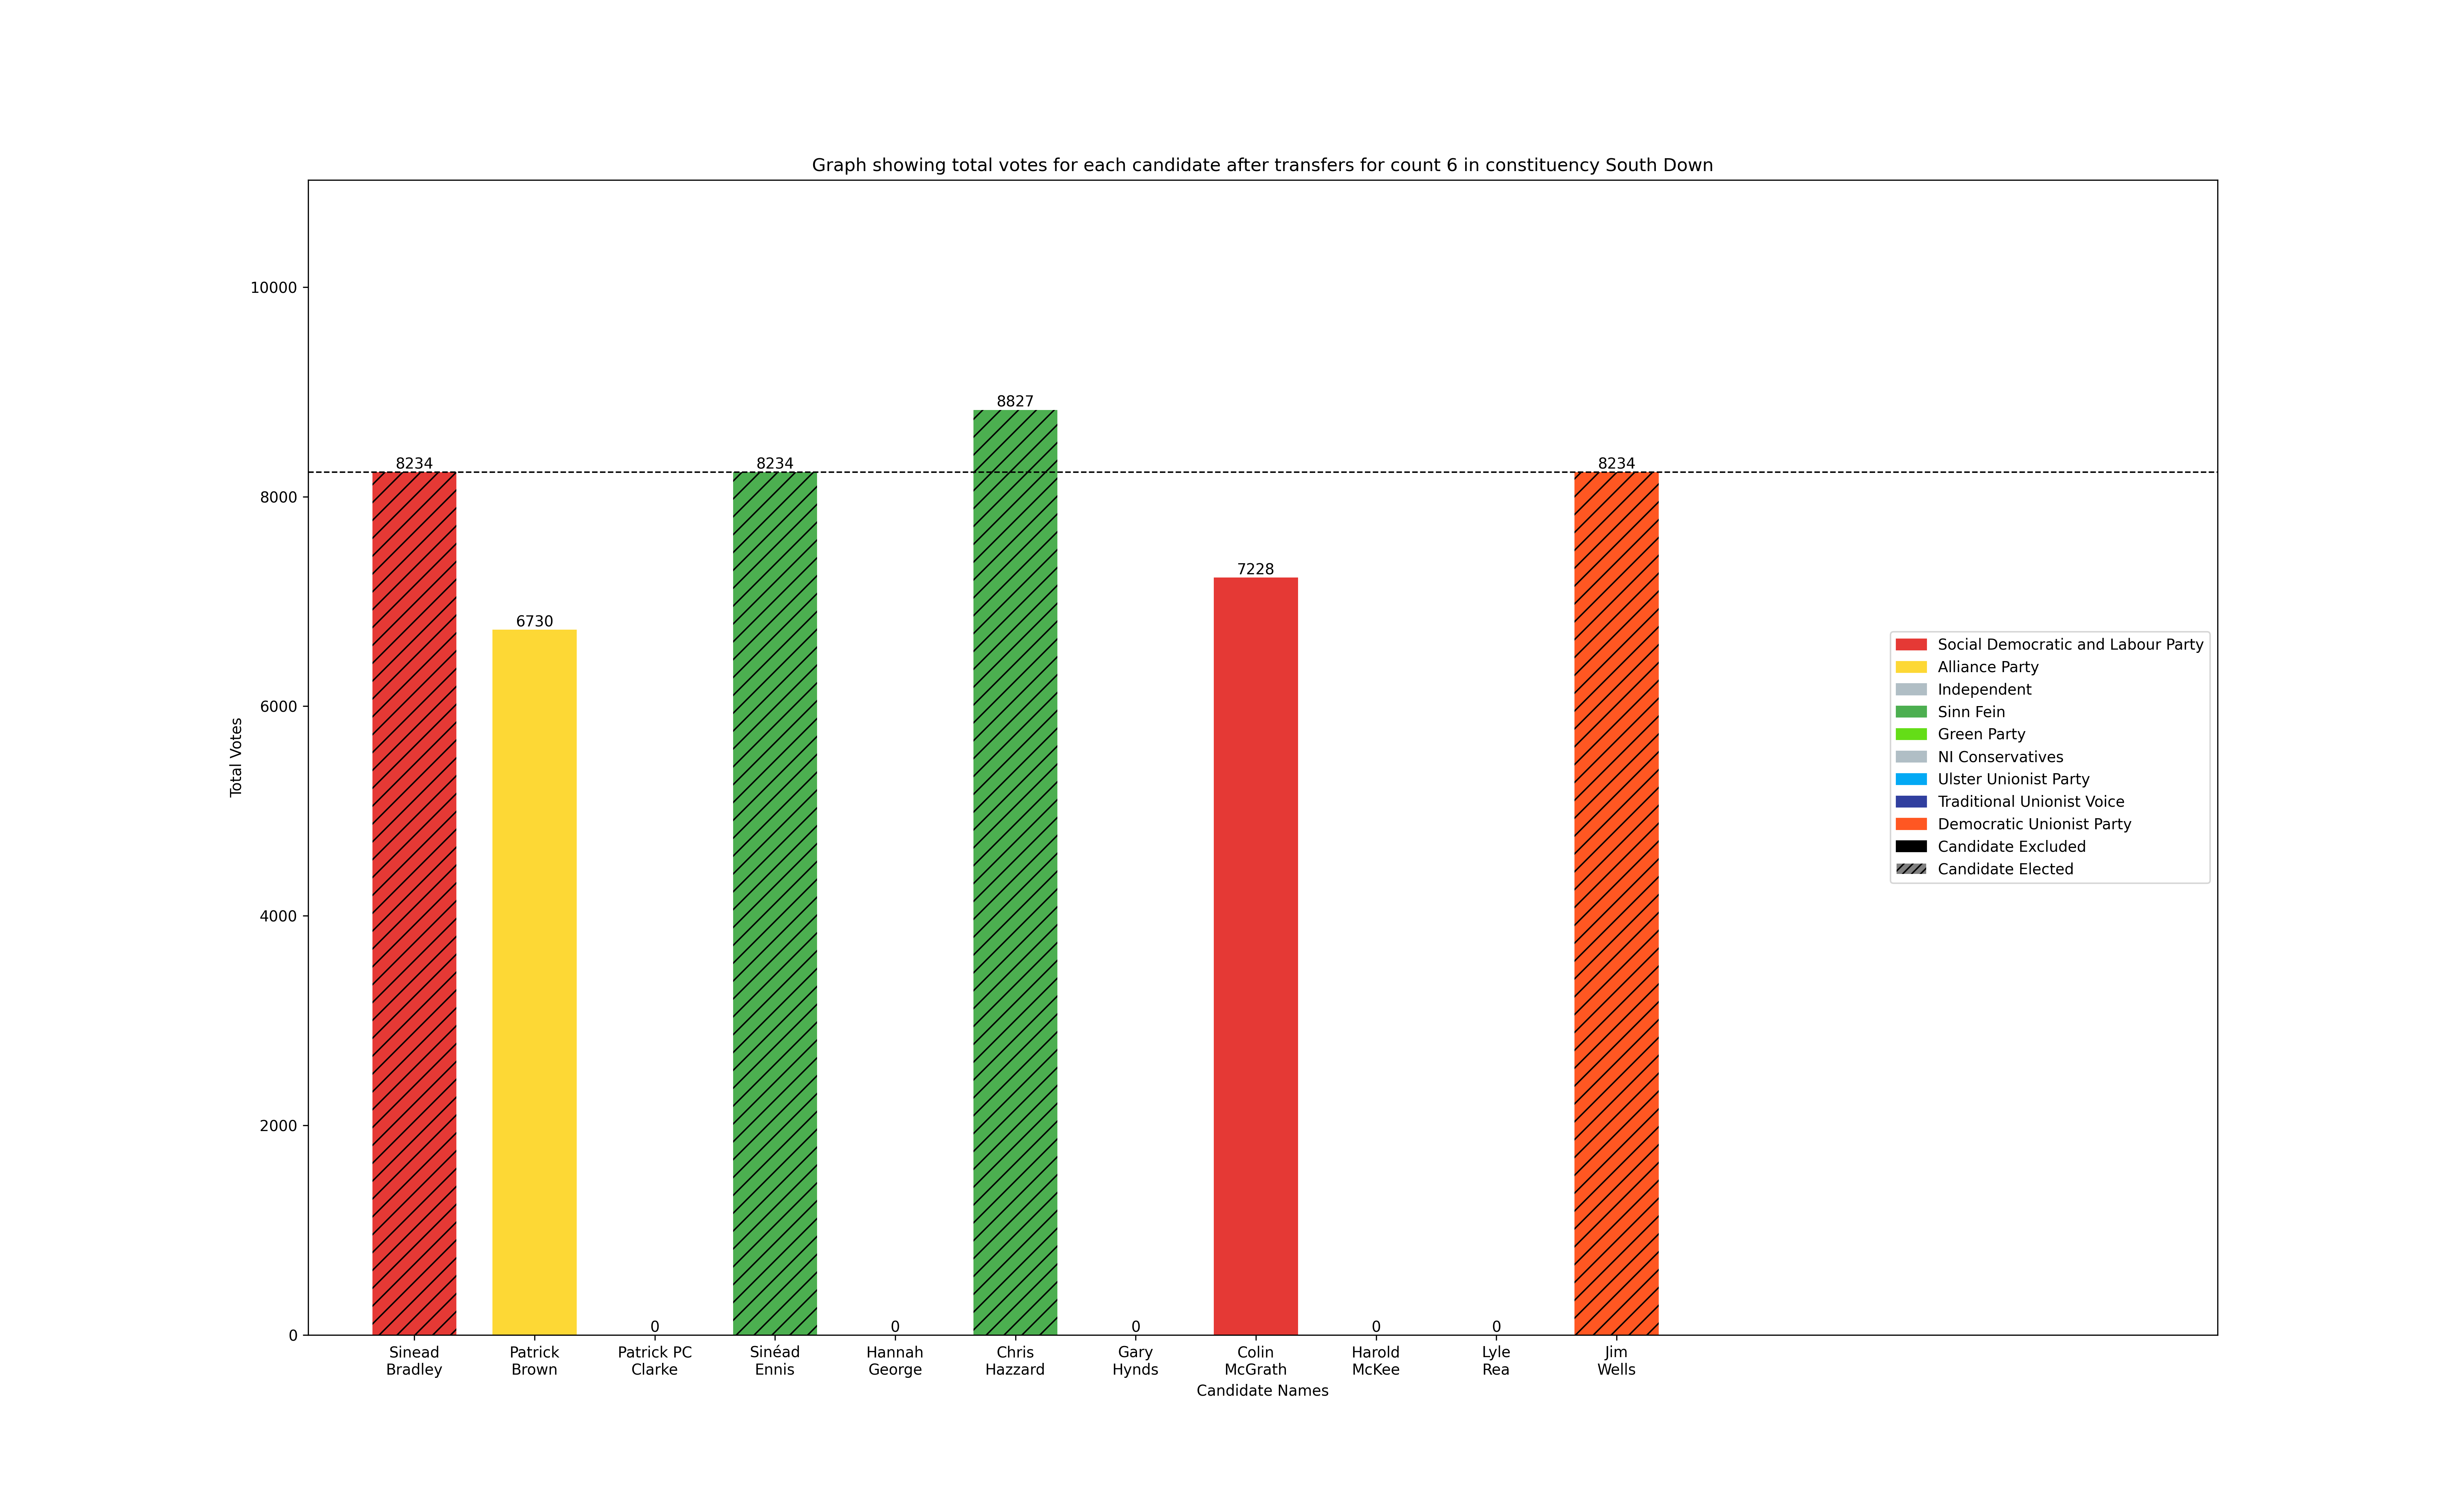 Graph showing total votes for each candidate after transfers for count 6 in constituency South Down
10000
8000
6000
4000
2000
0
Total Votes
8234
6730
0
8234
0
8827
0
7228
0
0
8234
Sinead
Bradley
Patrick
Brown
Patrick PC
Clarke
Sinéad
Ennis
Hannah
George
Chris
Hazzard
Gary
Hynds
Colin
McGrath
Harold
McKee
Lyle
Rea
Jim
Wells
Candidate Names
Social Democratic and Labour Party
Alliance Party
Independent
Sinn Fein
Green Party
NI Conservatives
Ulster Unionist Party
Traditional Unionist Voice
Democratic Unionist Party
Candidate Excluded
Candidate Elected